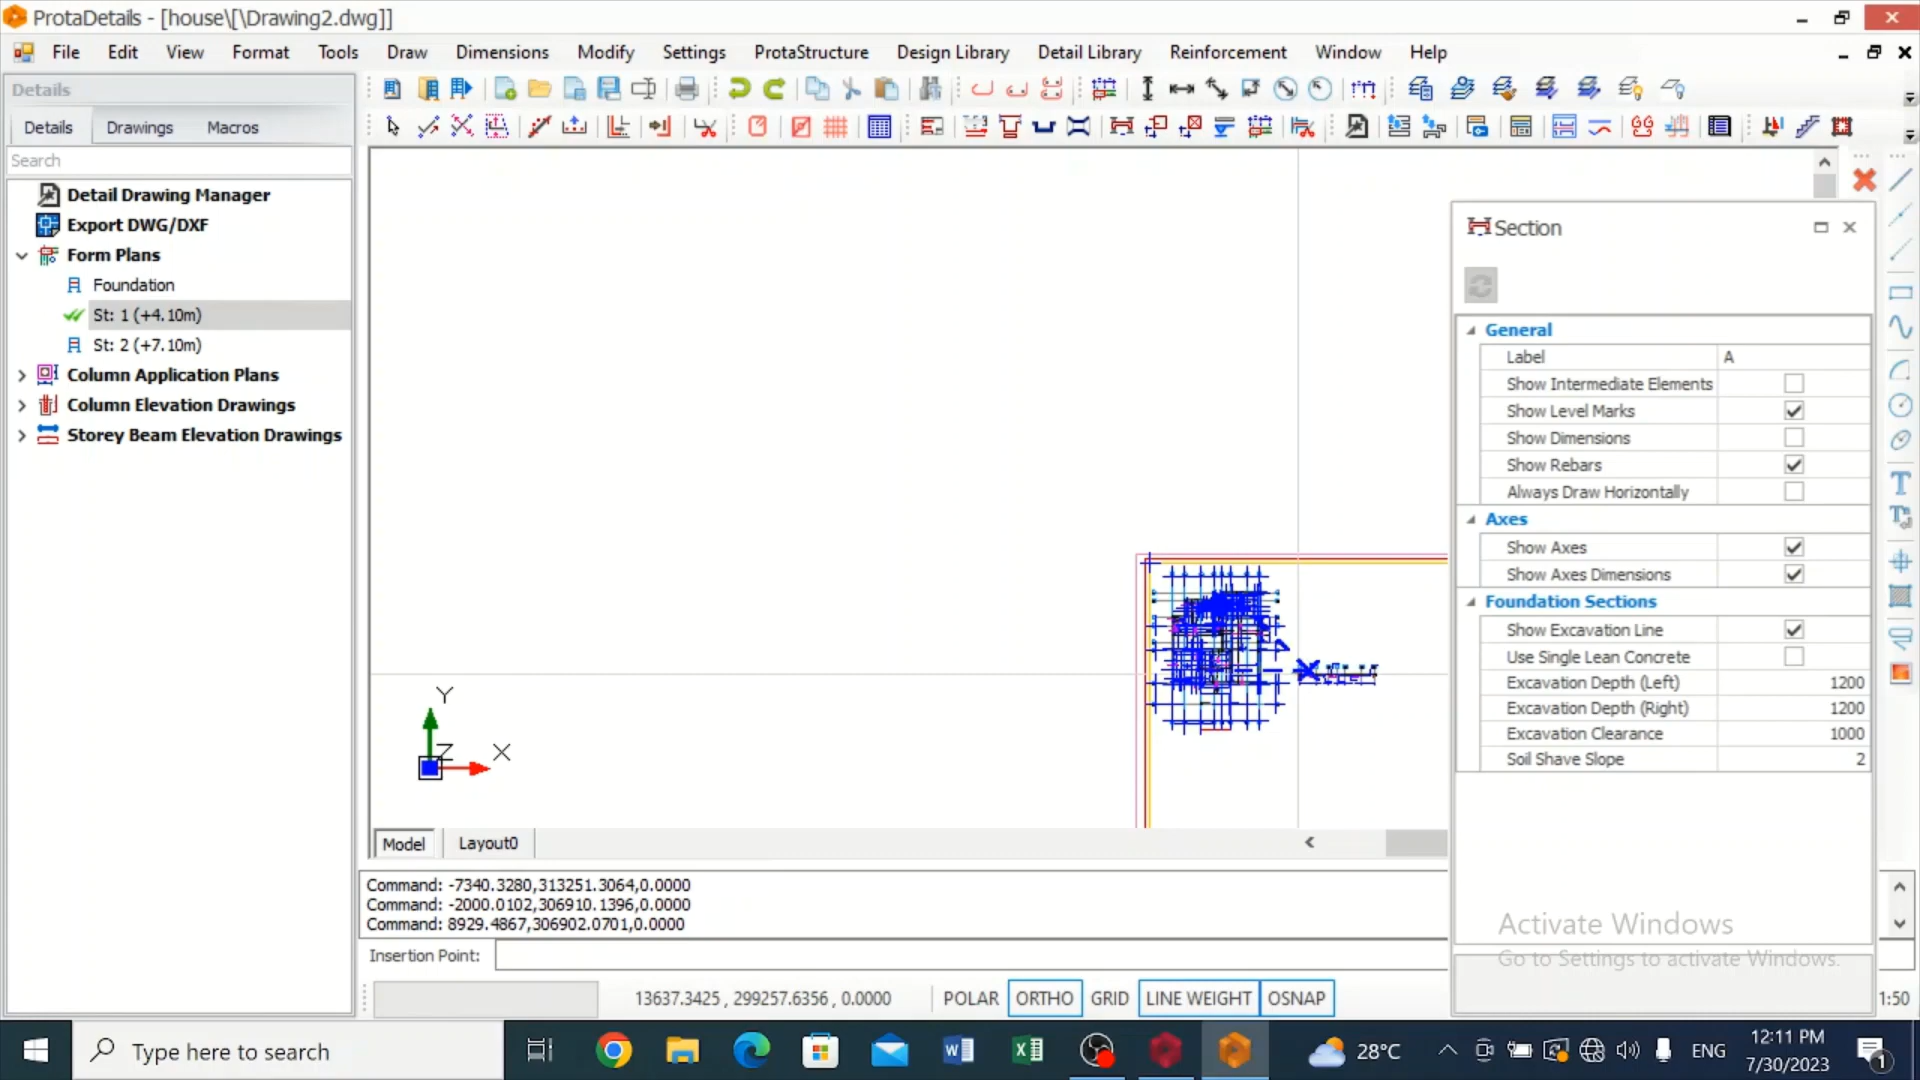 ProtaDetails - [house\[\Drawing2.dwg]]
File Edit View Format Tools Draw Dimensions Modify Settings ProtaStructure Design Library Detail Library Reinforcement Window Help
Details
Details Drawings Macros
Search
Detail Drawing Manager
Export DWG/DXF
Form Plans
Foundation
St: 1 (+4.10m)
St: 2 (+7.10m)
Column Application Plans
Column Elevation Drawings
Storey Beam Elevation Drawings
Y
Z
X
Section
General
Label A
Show Intermediate Elements
Show Level Marks
Show Dimensions
Show Rebars
Always Draw Horizontally
Axes
Show Axes
Show Axes Dimensions
Foundation Sections
Show Excavation Line
Use Single Lean Concrete
Excavation Depth (Left) 1200
Excavation Depth (Right) 1200
Excavation Clearance 1000
Soil Shave Slope 2
Activate Windows
Go to Settings to activate Windows.
Model Layout0
Command: -7340.3280,313251.3064,0.0000
Command: -2000.0102,306910.1396,0.0000
Command: 8929.4867,306902.0701,0.0000
Insertion Point:
13637.3425 , 299257.6356 , 0.0000 POLAR ORTHO GRID LINE WEIGHT OSNAP 1:50
Type here to search
28°C
ENG
12:11 PM
7/30/2023
1